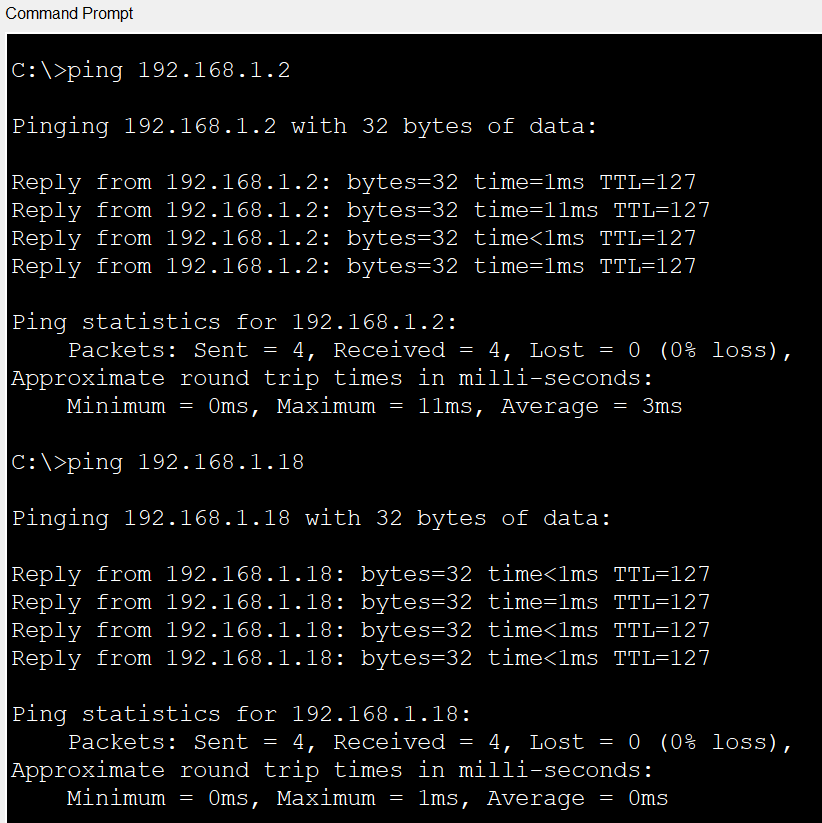 Command Prompt
C:\>ping 192.168.1.2
Pinging 192.168.1.2 with 32 bytes of data:
Reply from 192.168.1.2: bytes=32 time=1ms TTL=127
Reply from 192.168.1.2: bytes=32 time=11ms TTL=127
Reply from 192.168.1.2: bytes=32 time<1ms TTL=127
Reply from 192.168.1.2: bytes=32 time=1ms TTL=127
Ping statistics for 192.168.1.2:
    Packets: Sent = 4, Received = 4, Lost = 0 (0% loss),
Approximate round trip times in milli-seconds:
    Minimum = 0ms, Maximum = 11ms, Average = 3ms
C:\>ping 192.168.1.18
Pinging 192.168.1.18 with 32 bytes of data:
Reply from 192.168.1.18: bytes=32 time<1ms TTL=127
Reply from 192.168.1.18: bytes=32 time=1ms TTL=127
Reply from 192.168.1.18: bytes=32 time<1ms TTL=127
Reply from 192.168.1.18: bytes=32 time<1ms TTL=127
Ping statistics for 192.168.1.18:
    Packets: Sent = 4, Received = 4, Lost = 0 (0% loss),
Approximate round trip times in milli-seconds:
    Minimum = 0ms, Maximum = 1ms, Average = 0ms